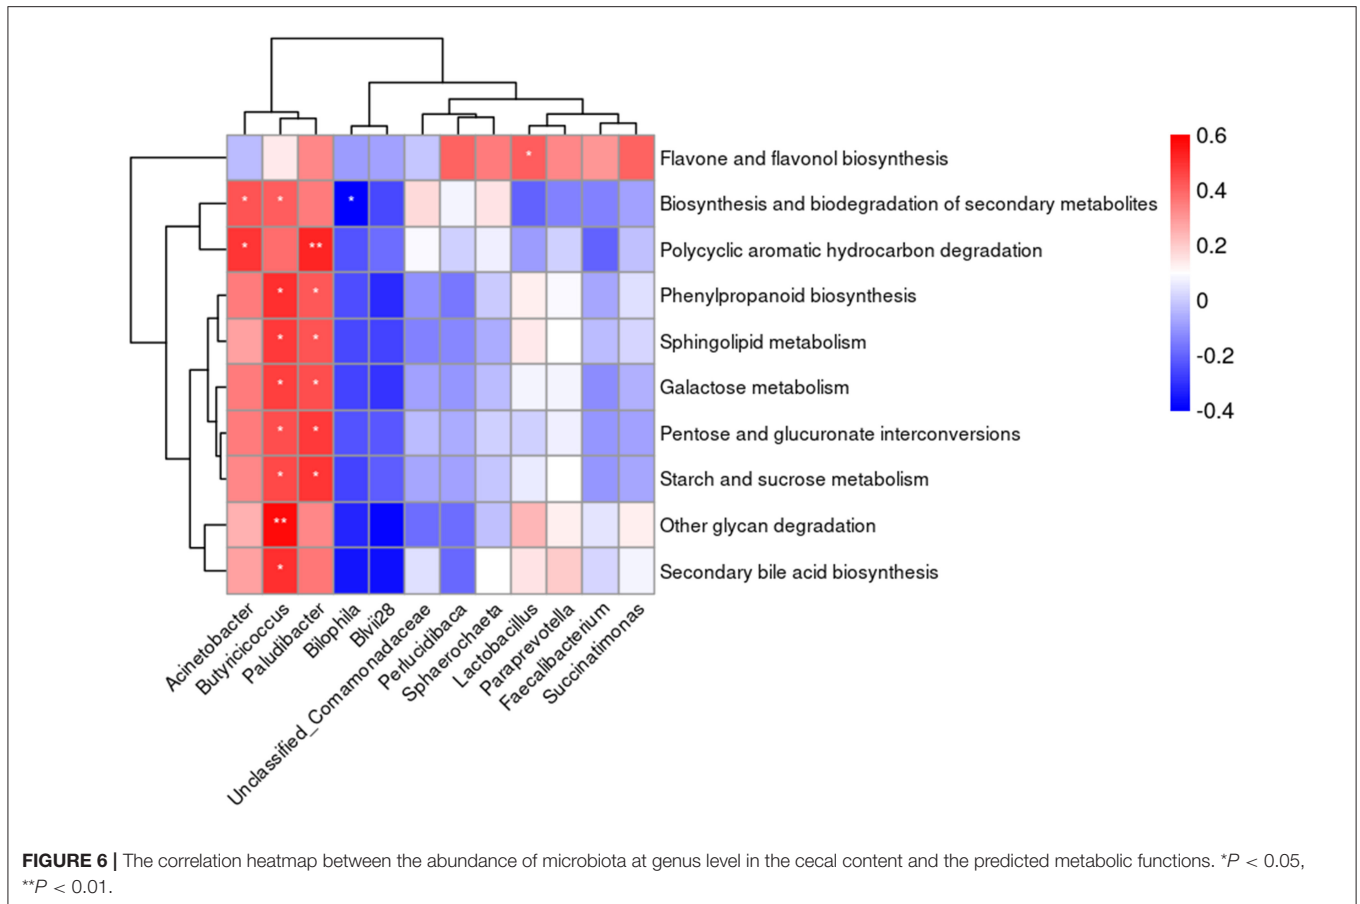 0.6
Flavone and flavonol biosynthesis
*
0.4
* * * Biosynthesis and biodegradation of secondary metabolites
* ** Polycyclic aromatic hydrocarbon degradation
0.2
* * Phenylpropanoid biosynthesis
0
* * Sphingolipid metabolism
-0.2
* * Galactose metabolism
-0.4
* * Pentose and glucuronate interconversions
* * Starch and sucrose metabolism
** Other glycan degradation
* Secondary bile acid biosynthesis
Acinetobacter
Butyricicoccus
Paludibacter
Bilophila
Blvii28
Unclassified_Comamonadaceae
Perlucidibaca
Sphaerochaeta
Lactobacillus
Paraprevotella
Faecalibacterium
Succinatimonas
FIGURE 6 | The correlation heatmap between the abundance of microbiota at genus level in the cecal content and the predicted metabolic functions. *P < 0.05,
**P < 0.01.